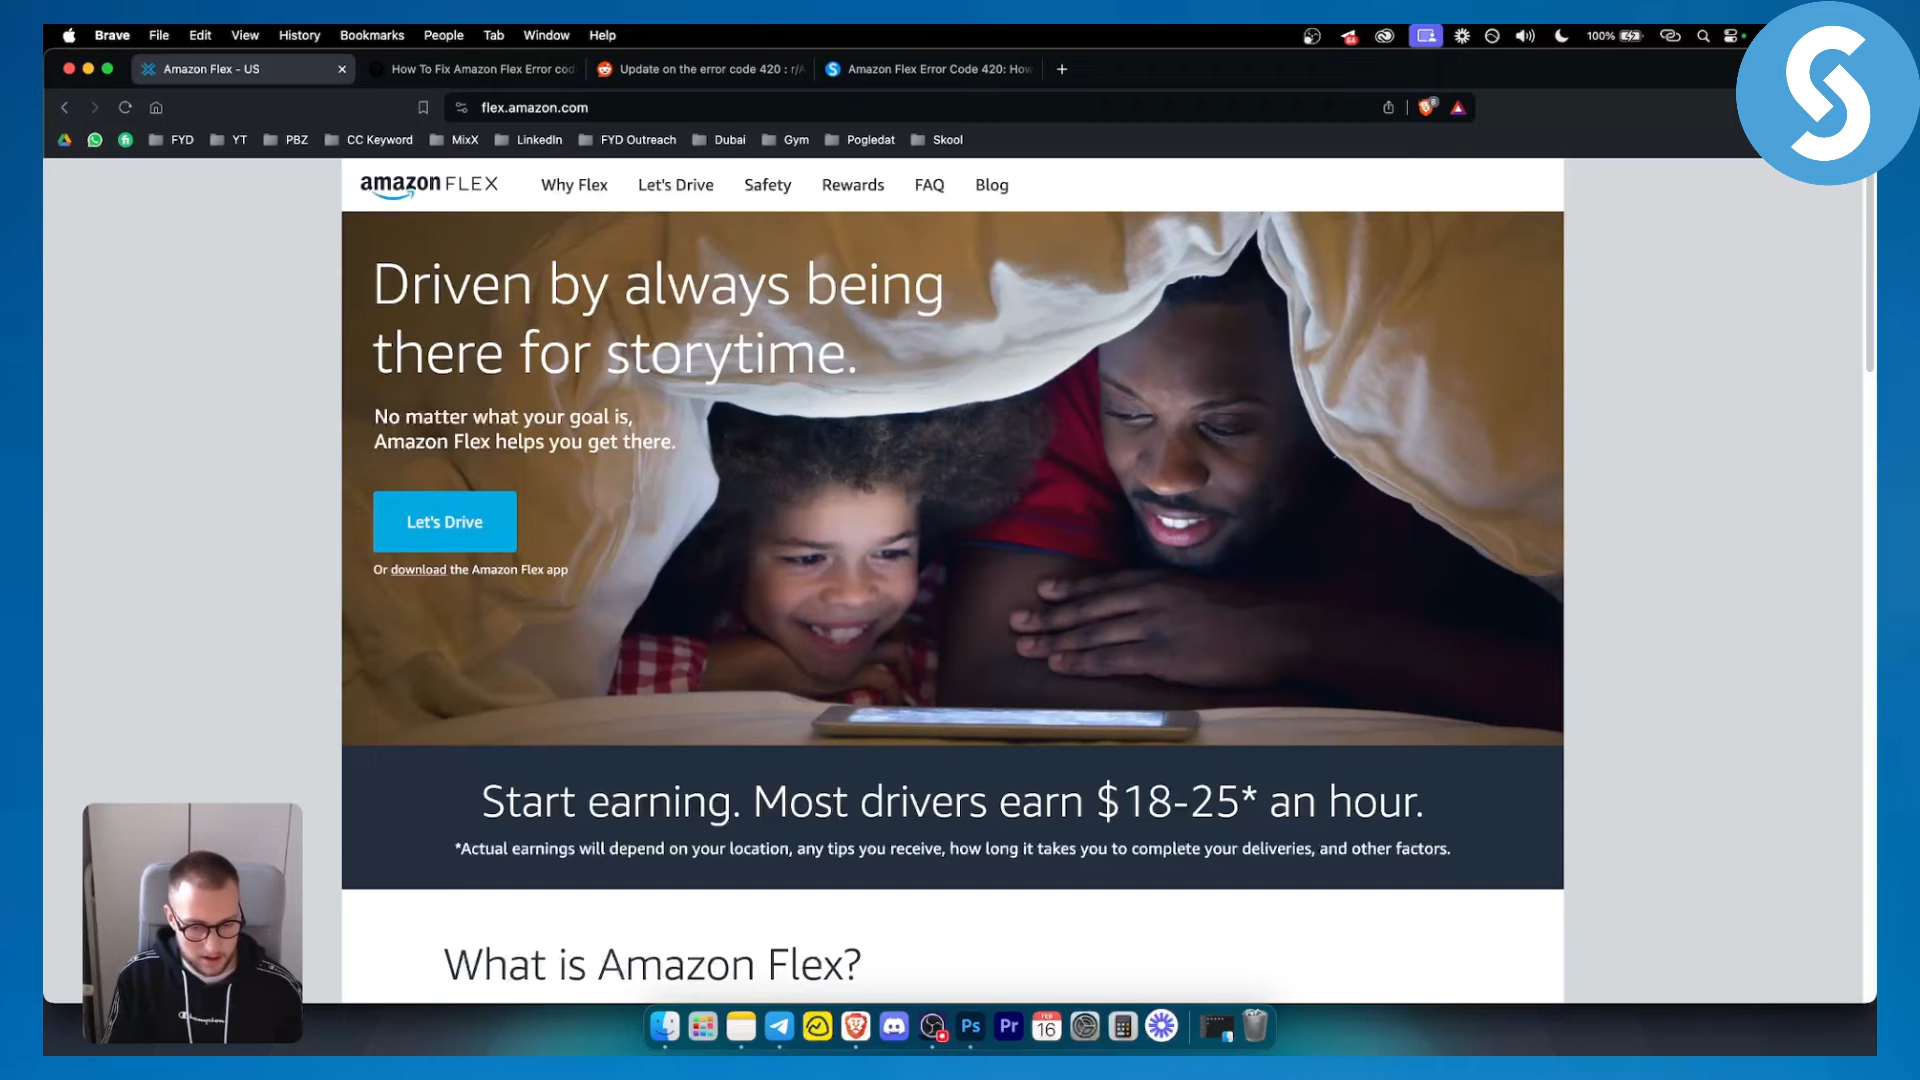 Brave File Edit View History Bookmarks People Tab Window Help
100%
Amazon Flex - US
How To Fix Amazon Flex Error cod
Update on the error code 420 : r/A
Amazon Flex Error Code 420: How
flex.amazon.com
FYD YT PBZ CC Keyword MixX LinkedIn FYD Outreach Dubai Gym Pogledat Skool
amazon FLEX
Why Flex Let's Drive Safety Rewards FAQ Blog
Driven by always being
there for storytime.
No matter what your goal is,
Amazon Flex helps you get there.
Let's Drive
Or download the Amazon Flex app
Start earning. Most drivers earn $18-25* an hour.
*Actual earnings will depend on your location, any tips you receive, how long it takes you to complete your deliveries, and other factors.
What is Amazon Flex?
Champion
Ps
Pr
FEB
16